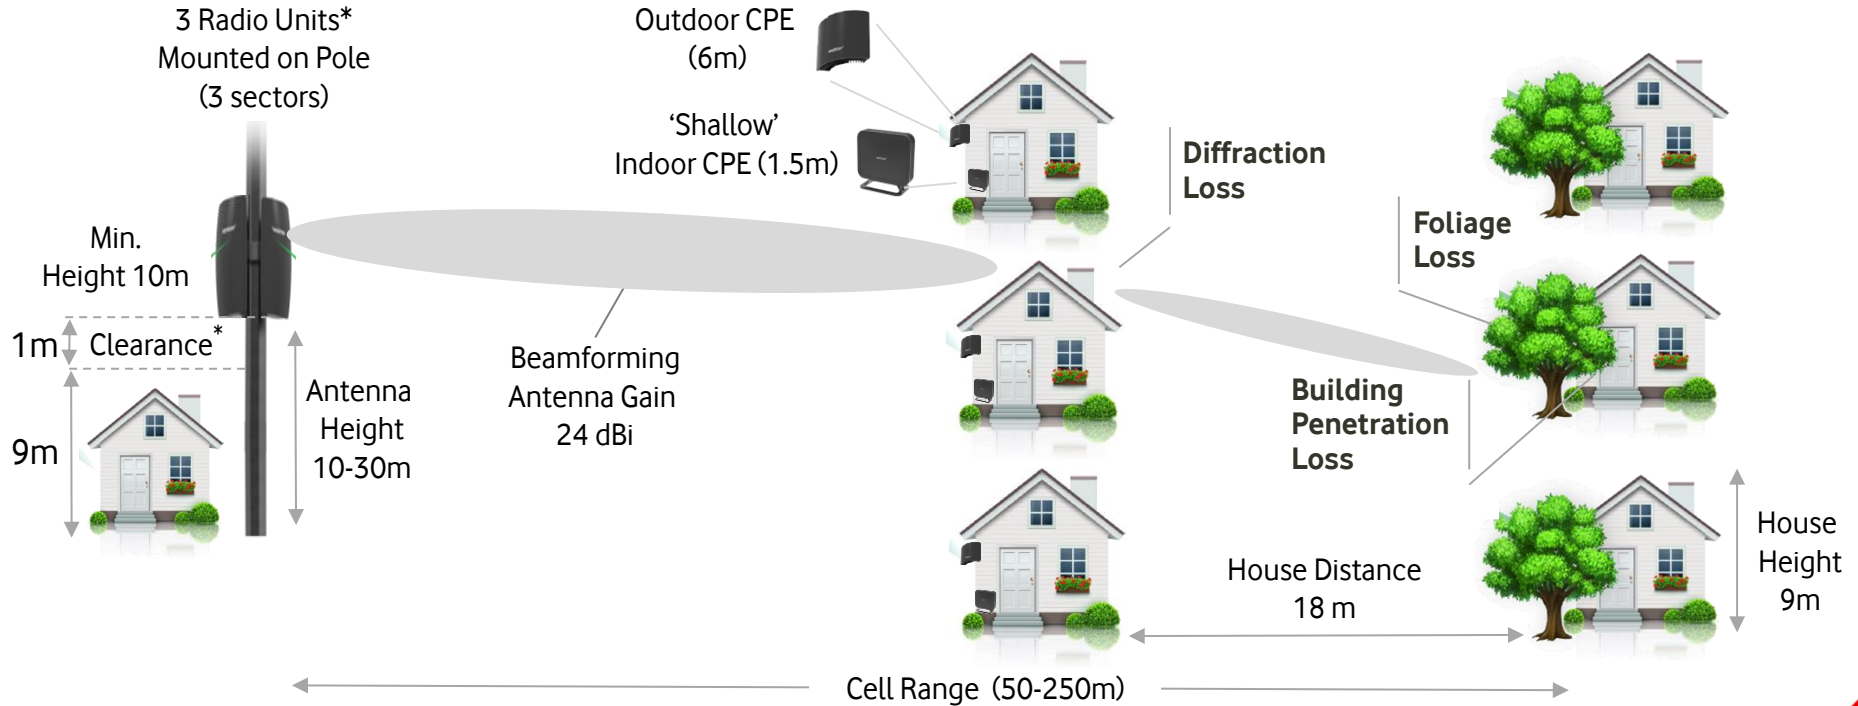 3 Radio Units*
Mounted on Pole
(3 sectors)
Outdoor CPE
(6m)
‘Shallow’
Indoor CPE (1.5m)
Diffraction
Loss
Foliage
Loss
Min.
Height 10m
1m
Clearance*
9m
Antenna
Height
10-30m
Beamforming
Antenna Gain
24 dBi
Building
Penetration
Loss
House Distance
18 m
House
Height
9m
Cell Range (50-250m)